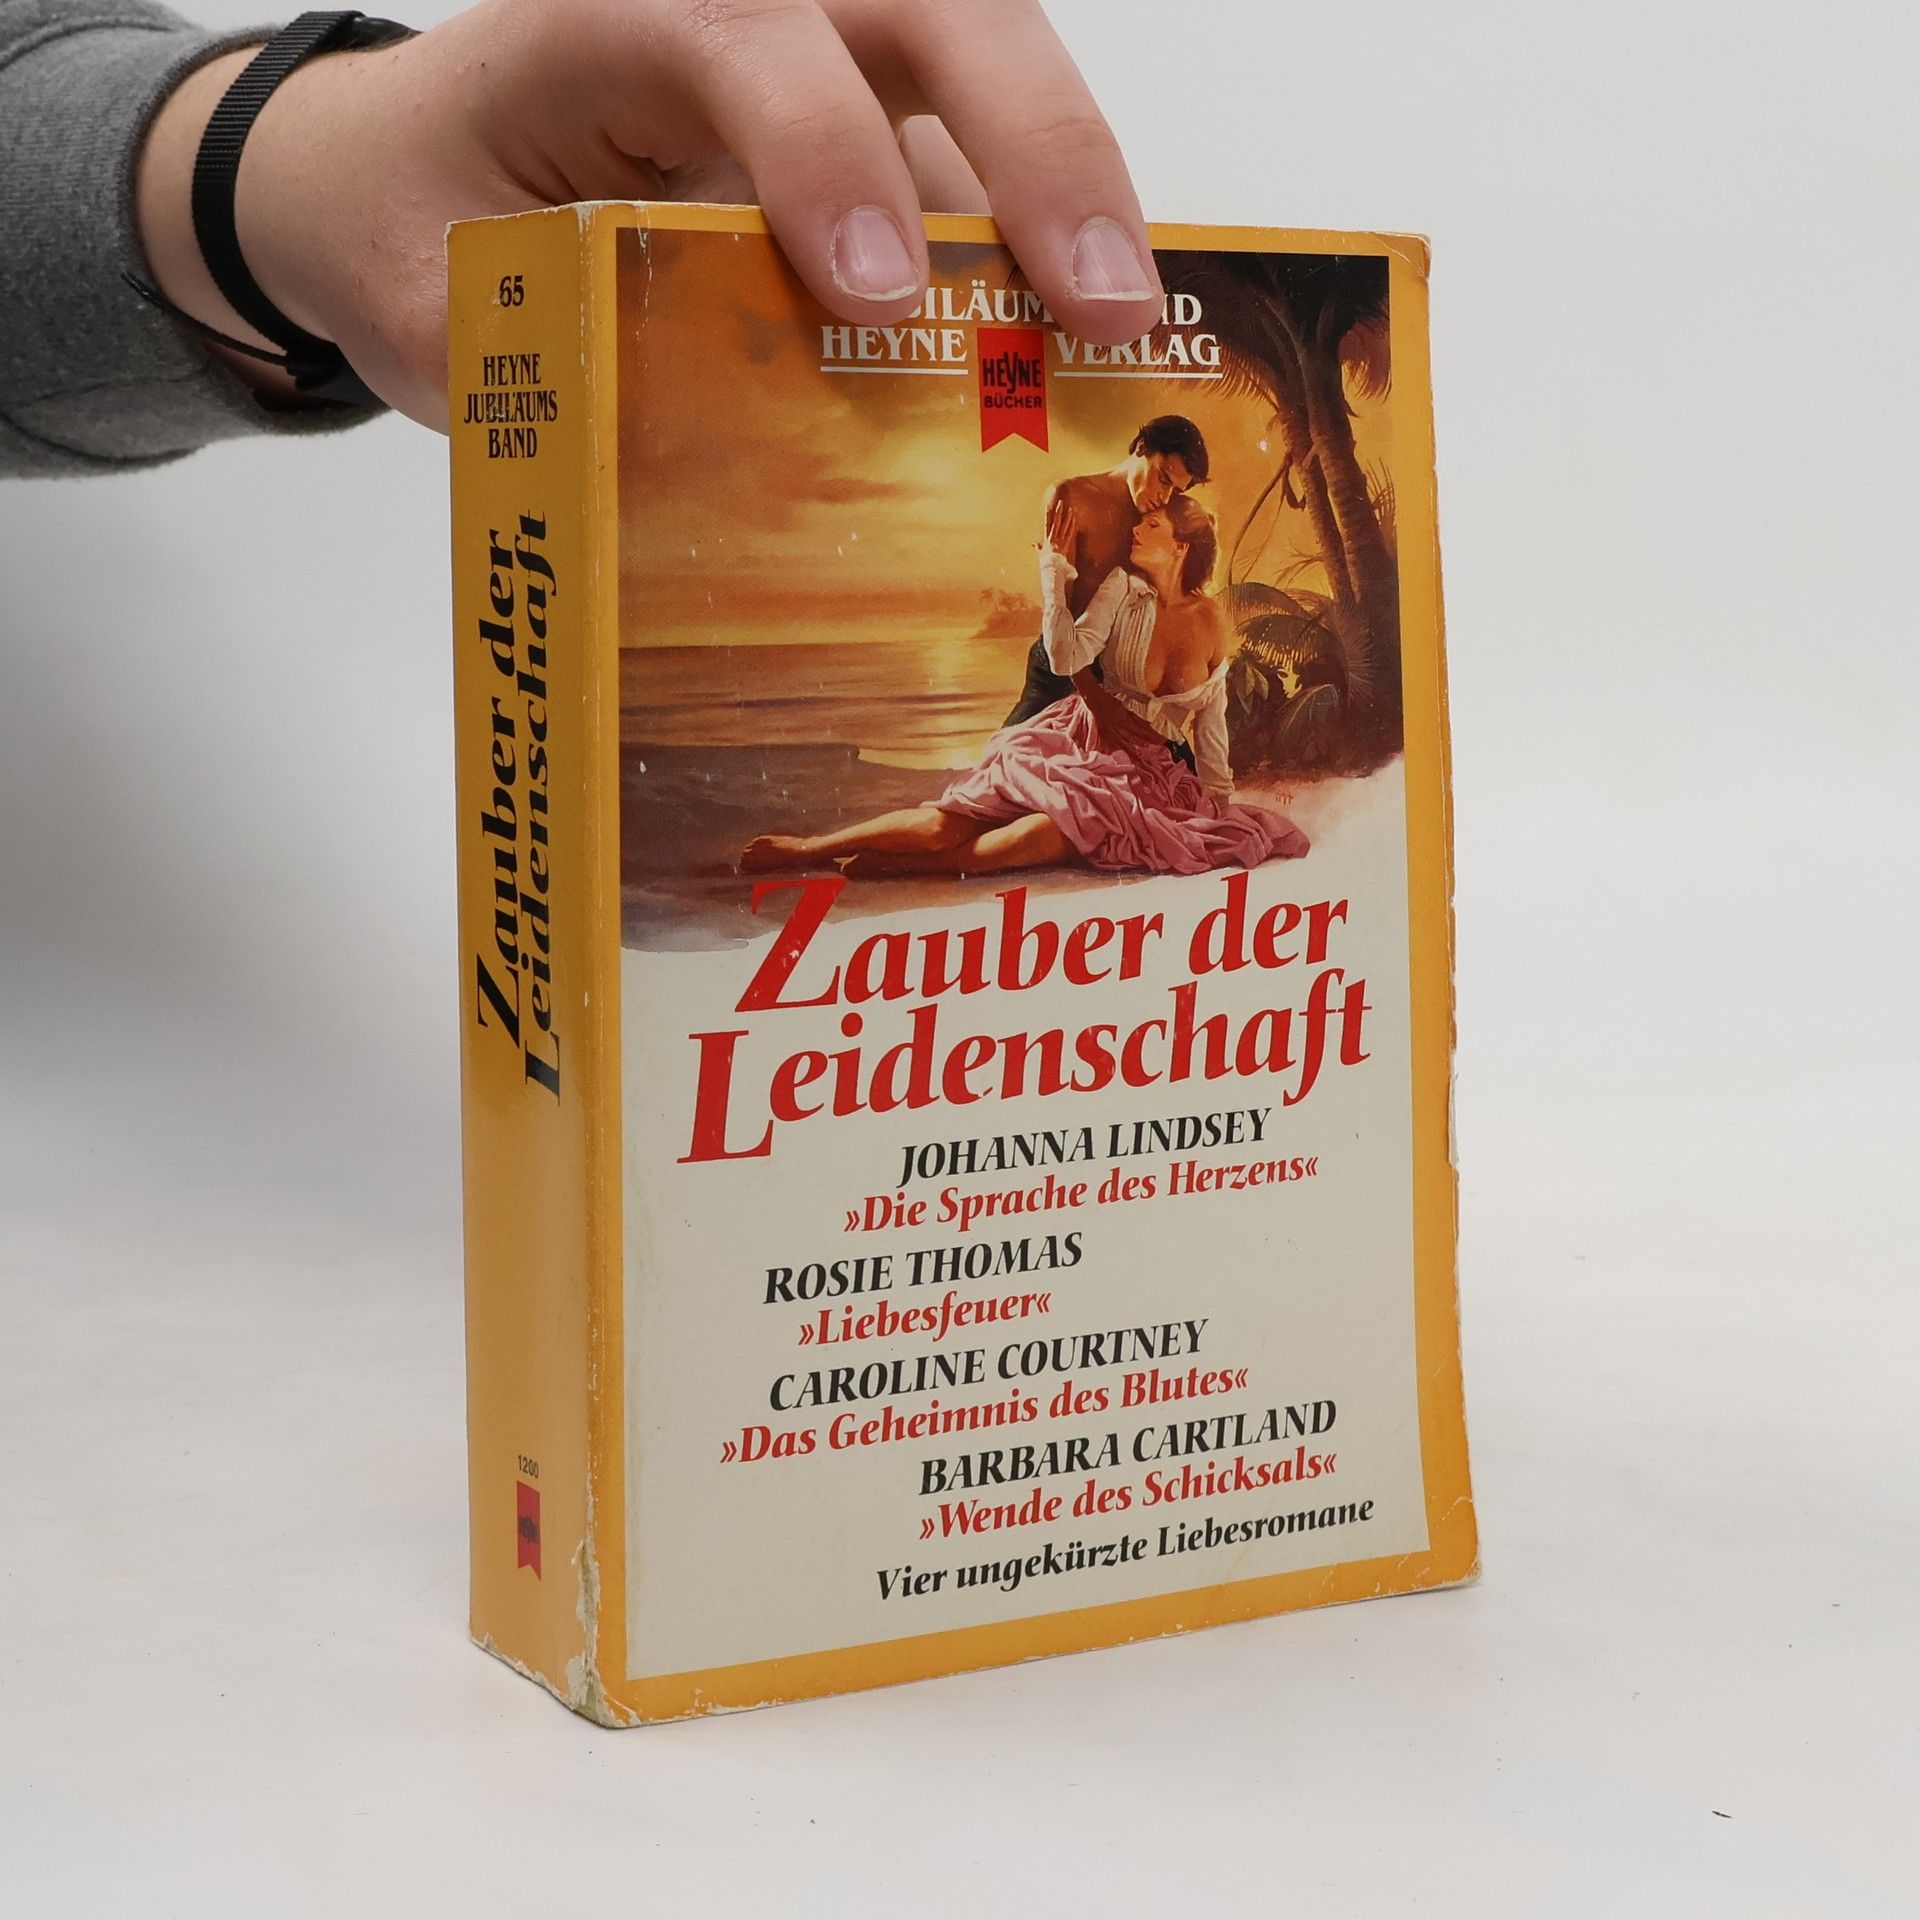 65
HEYNE
JUBILÄUMS
BAND
Zauber der
Leidenschaft
1200
HEYNE
HEYNE VERLAG
HEYNE
BÜCHER
Zauber der
Leidenschaft
JOHANNA LINDSEY
»Die Sprache des Herzens«
ROSIE THOMAS
»Liebesfeuer«
CAROLINE COURTNEY
»Das Geheimnis des Blutes«
BARBARA CARTLAND
»Wende des Schicksals«
Vier ungekürzte Liebesromane